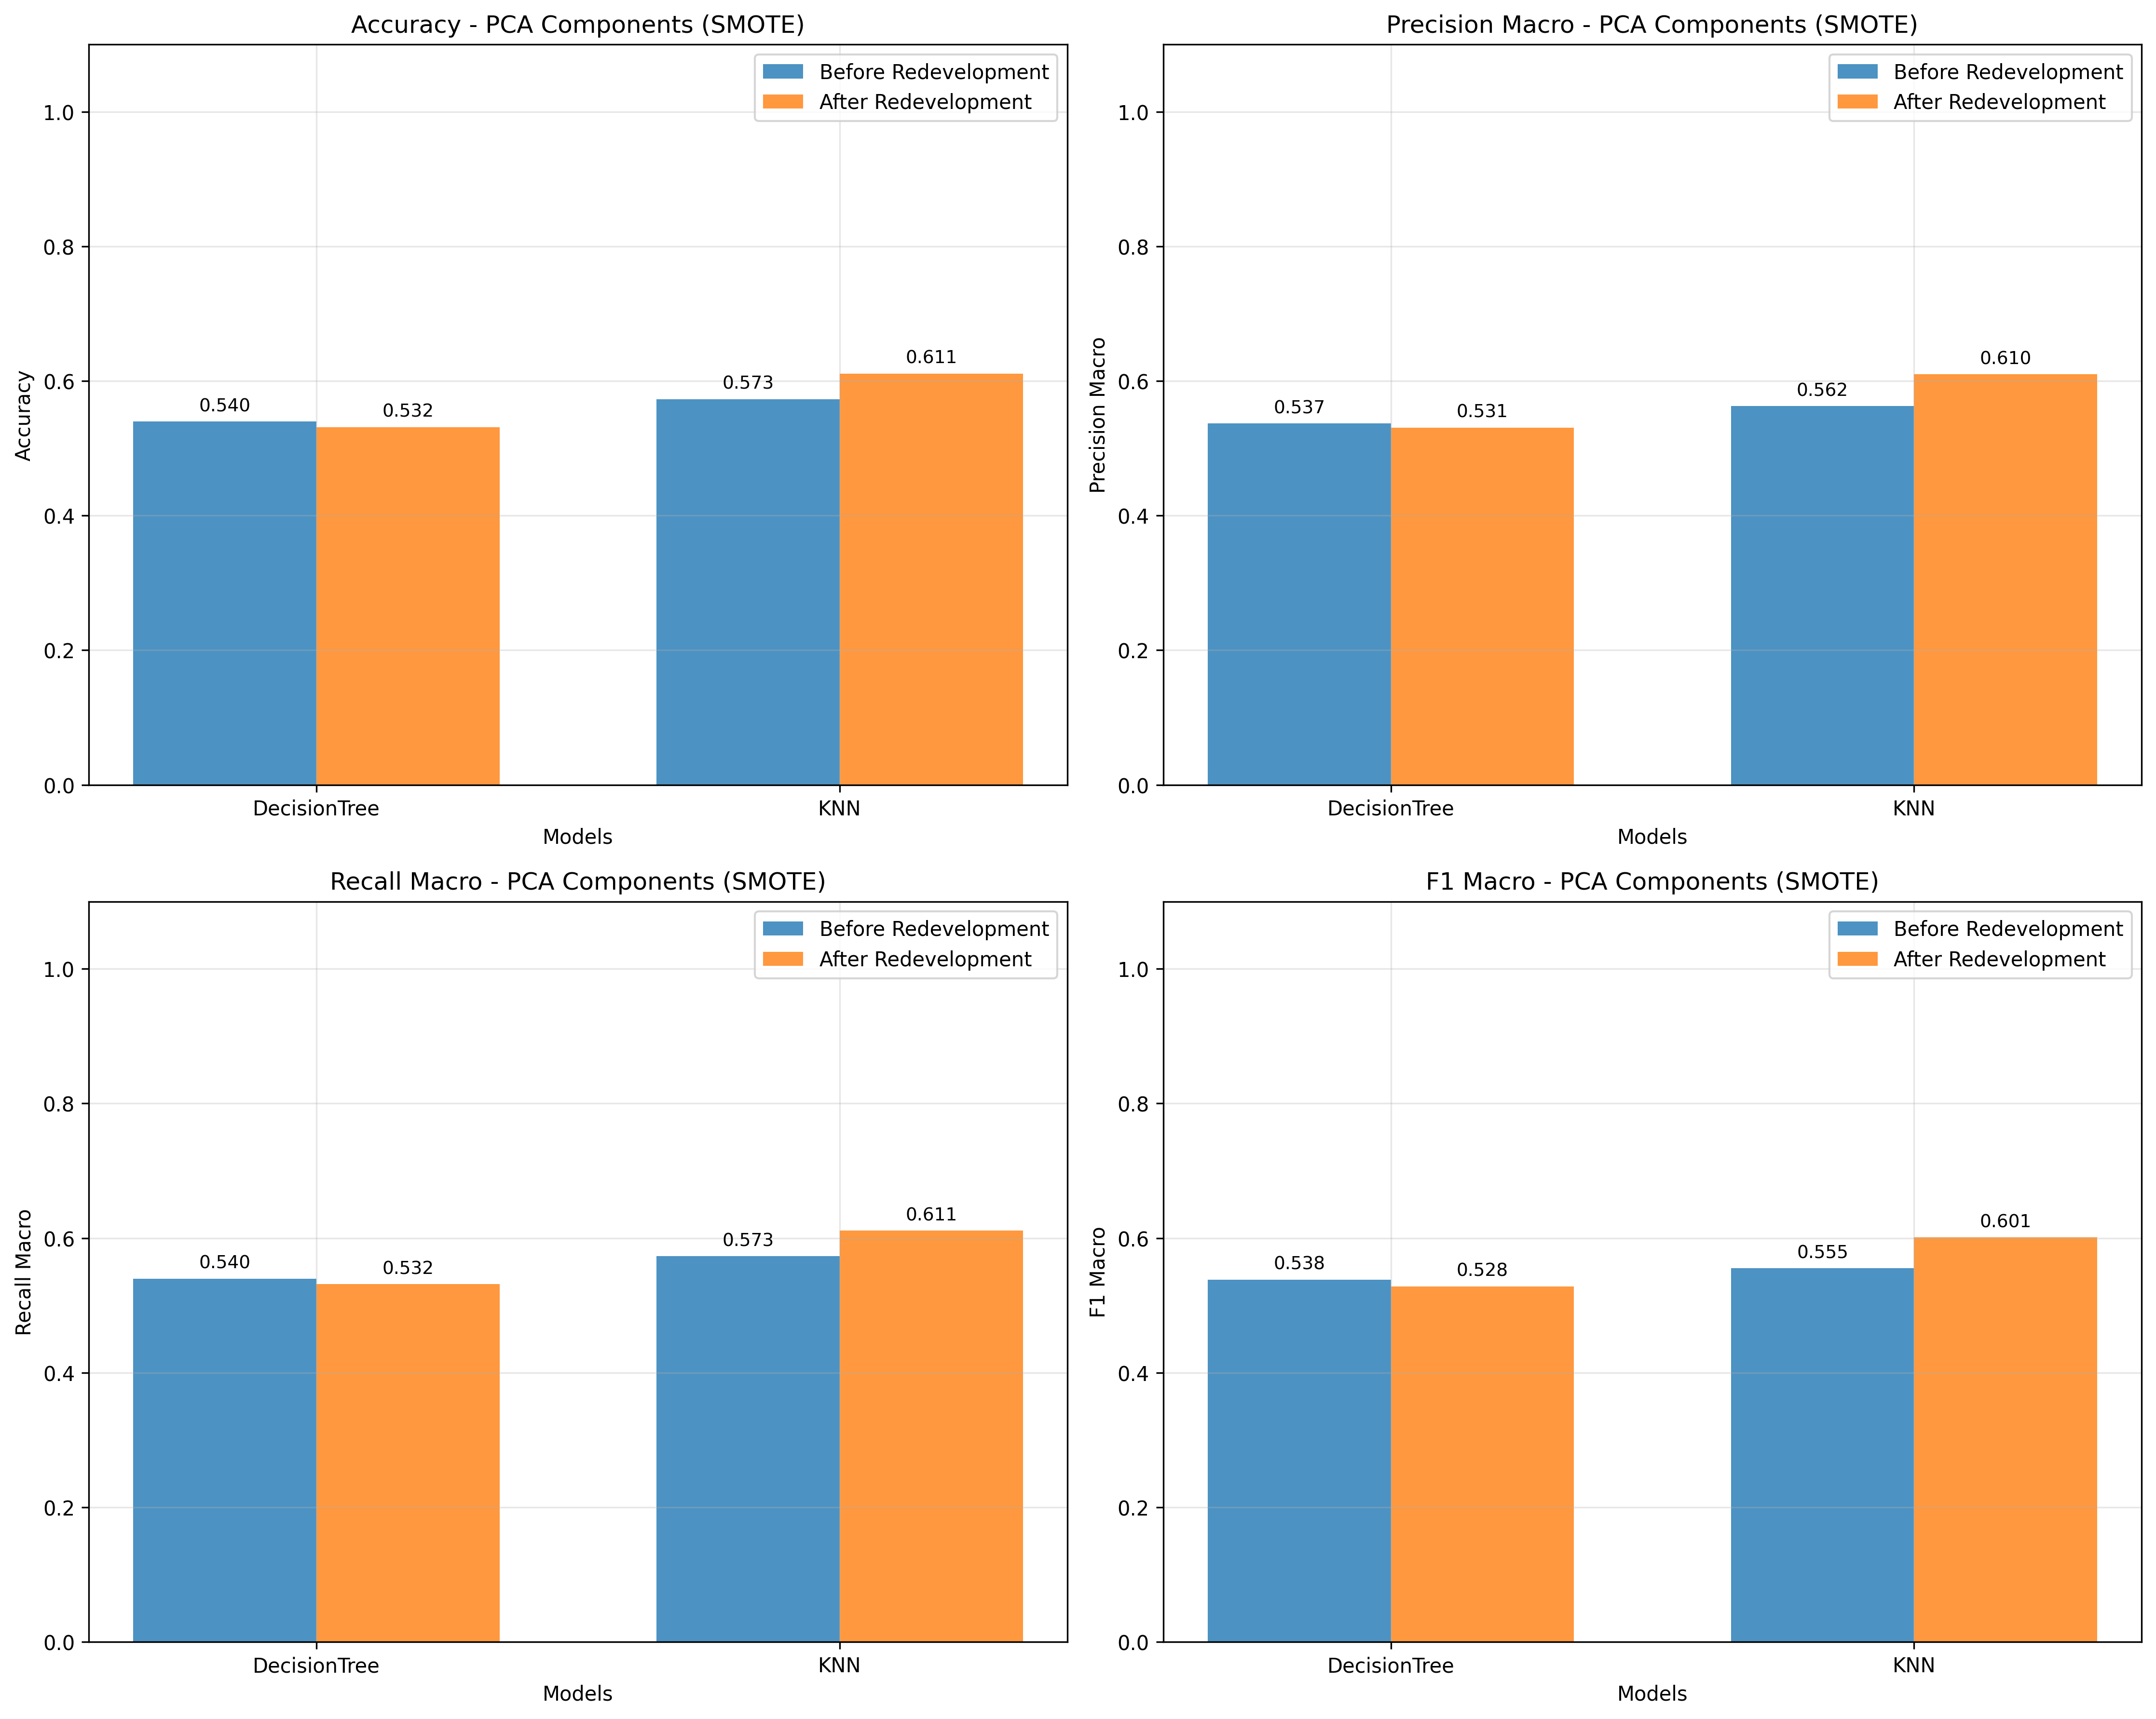 Accuracy - PCA Components (SMOTE)
Before Redevelopment
After Redevelopment
1.0
0.8
0.6
0.4
0.2
0.0
Accuracy
0.540
0.532
0.573
0.611
DecisionTree
KNN
Models
Precision Macro - PCA Components (SMOTE)
Before Redevelopment
After Redevelopment
1.0
0.8
0.6
0.4
0.2
0.0
Precision Macro
0.537
0.531
0.562
0.610
DecisionTree
KNN
Models
Recall Macro - PCA Components (SMOTE)
Before Redevelopment
After Redevelopment
1.0
0.8
0.6
0.4
0.2
0.0
Recall Macro
0.540
0.532
0.573
0.611
DecisionTree
KNN
Models
F1 Macro - PCA Components (SMOTE)
Before Redevelopment
After Redevelopment
1.0
0.8
0.6
0.4
0.2
0.0
F1 Macro
0.538
0.528
0.555
0.601
DecisionTree
KNN
Models